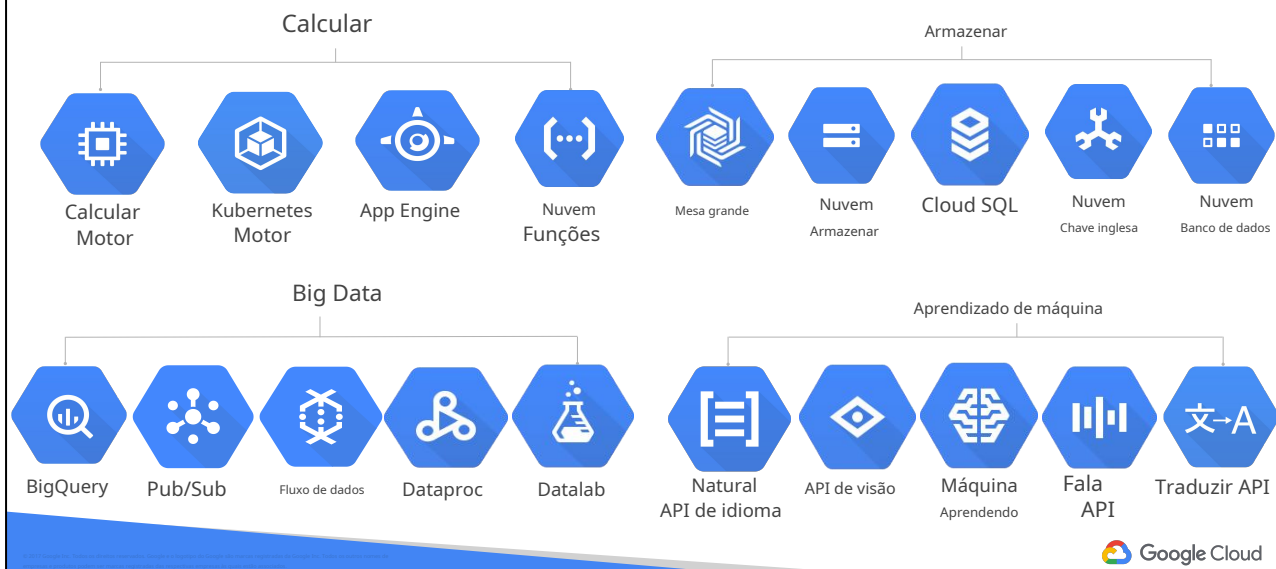 Calcular
Calcular
Motor
Kubernetes
Motor
App Engine
Nuvem
Funções
Armazenar
Mesa grande
Nuvem
Armazenar
Cloud SQL
Nuvem
Chave inglesa
Nuvem
Banco de dados
Big Data
BigQuery
Pub/Sub
Fluxo de dados
Dataproc
Datalab
Aprendizado de máquina
Natural
API de idioma
API de visão
Máquina
Aprendendo
Fala
API
文→A
Traduzir API
Google Cloud